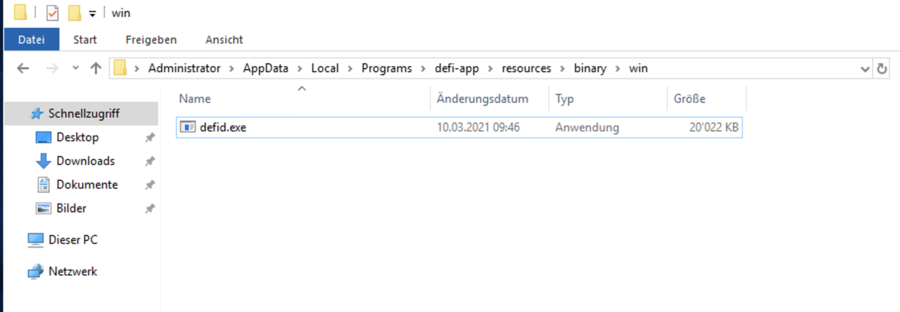 win
Datei Start Freigeben Ansicht
Administrator AppData Local Programs defi-app resources binary win
Name Änderungsdatum Typ Größe
Schnellzugriff
defid.exe 10.03.2021 09:46 Anwendung 20'022 KB
Desktop
Downloads
Dokumente
Bilder
Dieser PC
Netzwerk